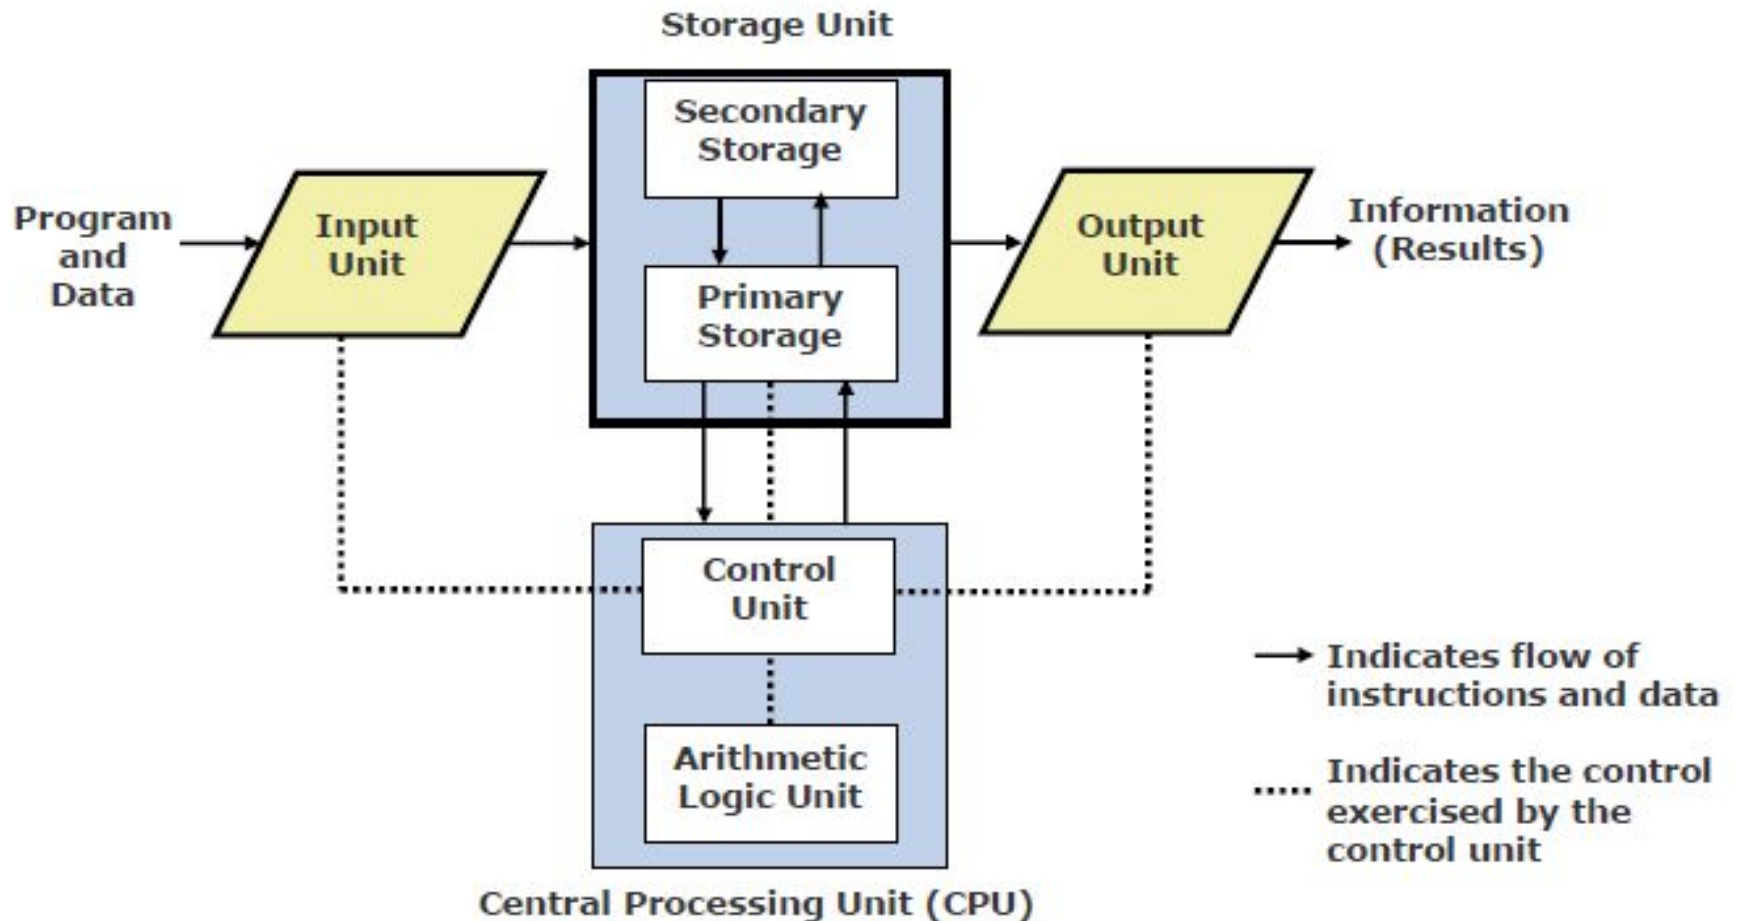 Storage Unit
Secondary
Storage
Program
and
Data
Input
Unit
Primary
Storage
Output
Unit
Information
(Results)
Control
Unit
Arithmetic
Logic Unit
Central Processing Unit (CPU)
Indicates flow of
instructions and data
Indicates the control
exercised by the
control unit